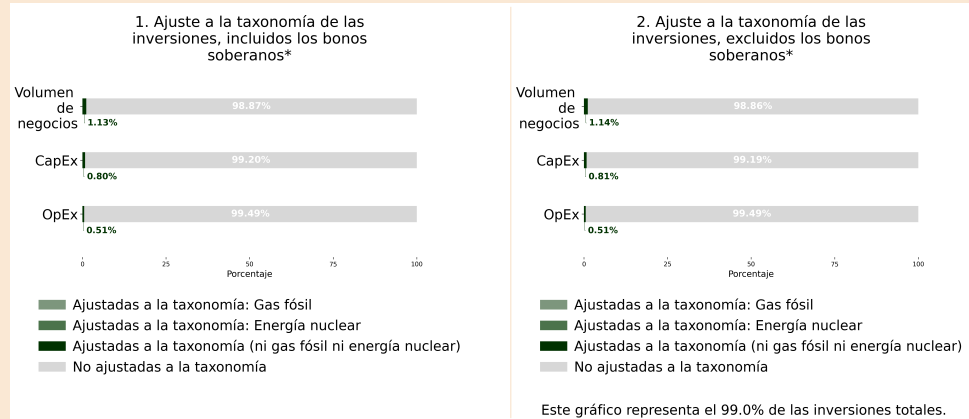 1. Ajuste a la taxonomía de las
inversiones, incluidos los bonos
soberanos*
Volumen
de
negocios
98.87%
1.13%
CapEx
99.20%
0.80%
OpEx
99.49%
0.51%
0 25 50 75 100
Porcentaje
Ajustadas a la taxonomía: Gas fósil
Ajustadas a la taxonomía: Energía nuclear
Ajustadas a la taxonomía (ni gas fósil ni energía nuclear)
No ajustadas a la taxonomía
2. Ajuste a la taxonomía de las
inversiones, excluidos los bonos
soberanos*
Volumen
de
negocios
98.86%
1.14%
CapEx
99.19%
0.81%
OpEx
99.49%
0.51%
0 25 50 75 100
Porcentaje
Ajustadas a la taxonomía: Gas fósil
Ajustadas a la taxonomía: Energía nuclear
Ajustadas a la taxonomía (ni gas fósil ni energía nuclear)
No ajustadas a la taxonomía
Este gráfico representa el 99.0% de las inversiones totales.